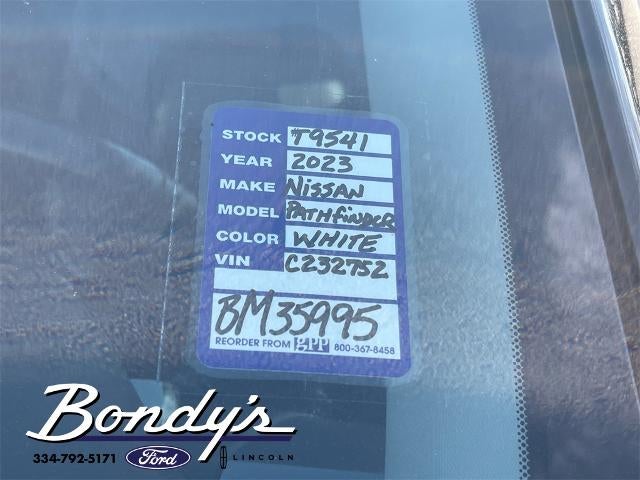 STOCK T9541
YEAR 2023
MAKE NISSAN
MODEL PATHFINDER
COLOR WHITE
VIN C232752
BM35995
REORDER FROM gpp 800-367-8458
Bondy's
334-792-5171 Ford LINCOLN